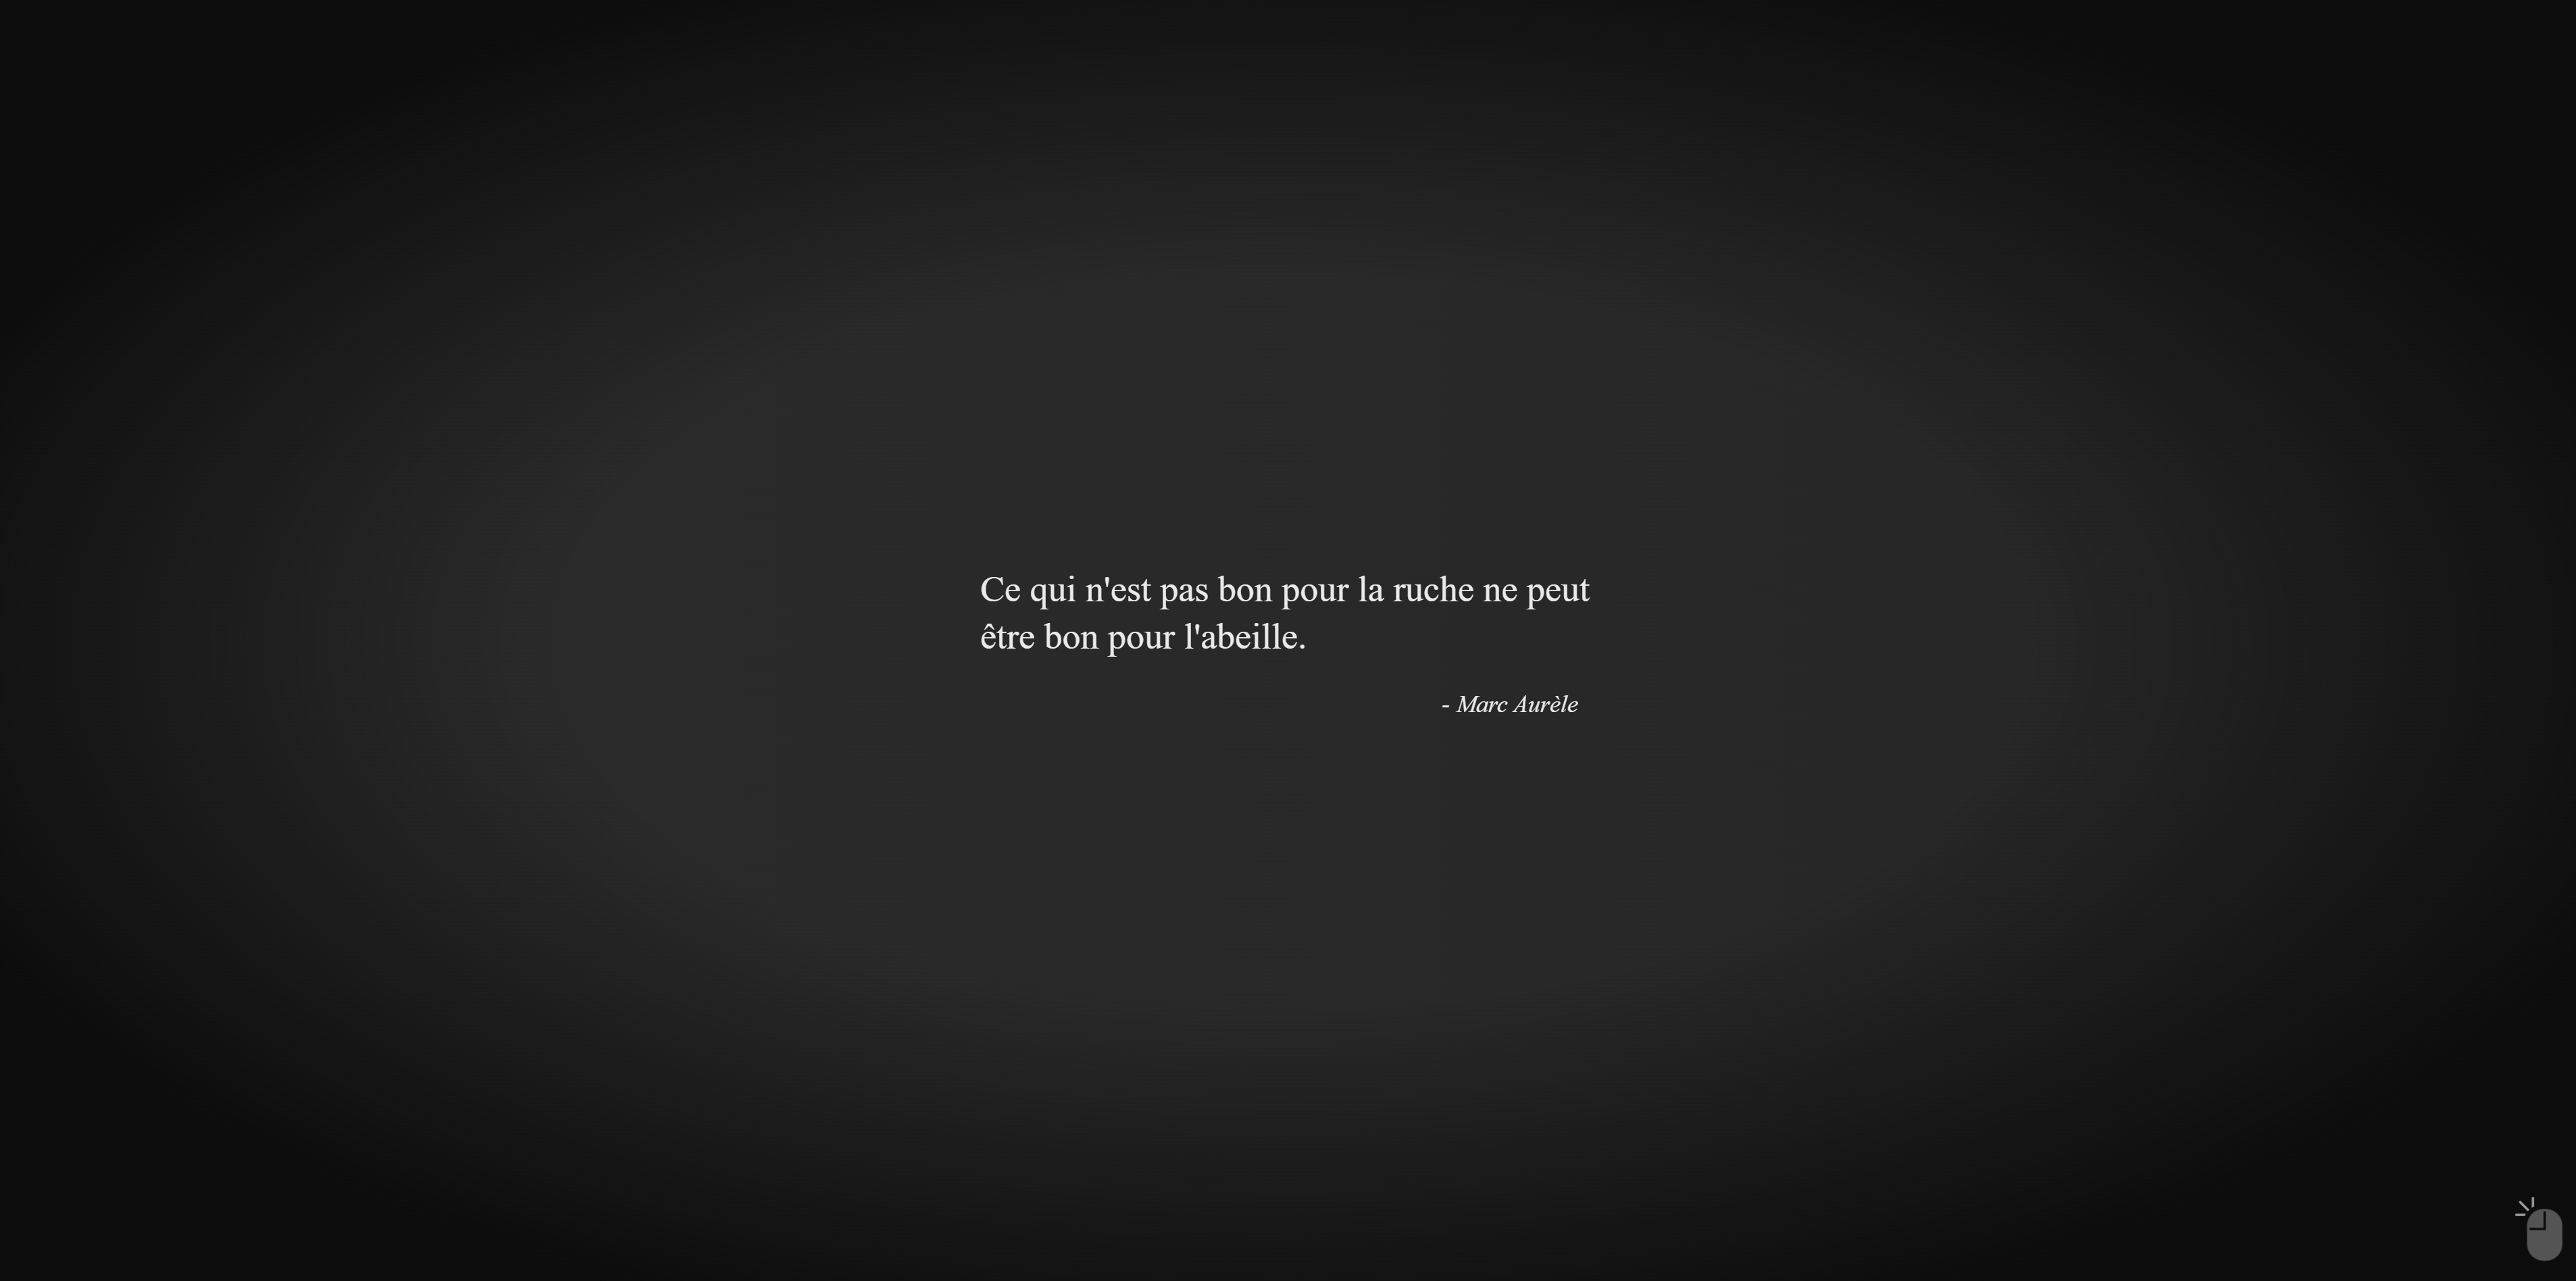 Ce qui n'est pas bon pour la ruche ne peut
être bon pour l'abeille.
- Marc Aurèle